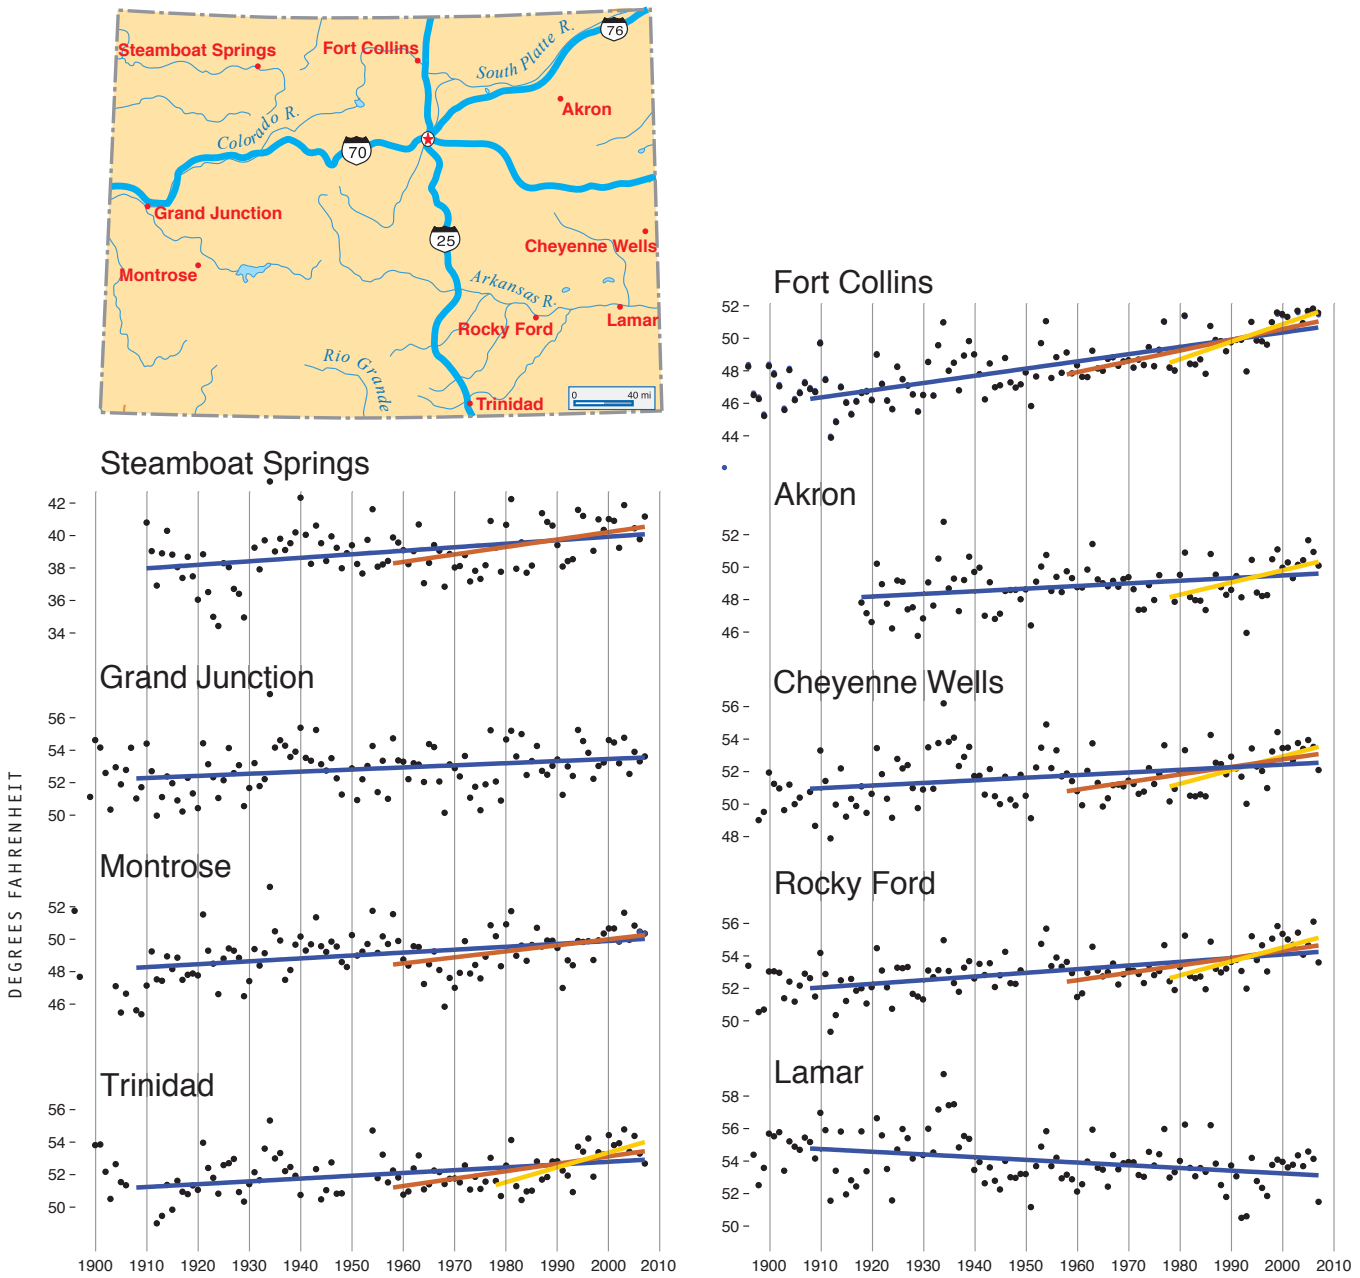 Steamboat Springs
Fort Collins
South Platte R.
76
Akron
Colorado R.
70
Grand Junction
25
Cheyenne Wells
Montrose
Arkansas R.
Rocky Ford
Lamar
Rio Grande
Trinidad
0 40 mi
DEGREES FAHRENHEIT
Steamboat Springs
42
40
38
36
34
Grand Junction
56
54
52
50
Montrose
52
50
48
46
Trinidad
56
54
52
50
1900 1910 1920 1930 1940 1950 1960 1970 1980 1990 2000 2010
Fort Collins
52
50
48
46
44
Akron
52
50
48
46
Cheyenne Wells
56
54
52
50
48
Rocky Ford
56
54
52
50
Lamar
58
56
54
52
50
1900 1910 1920 1930 1940 1950 1960 1970 1980 1990 2000 2010